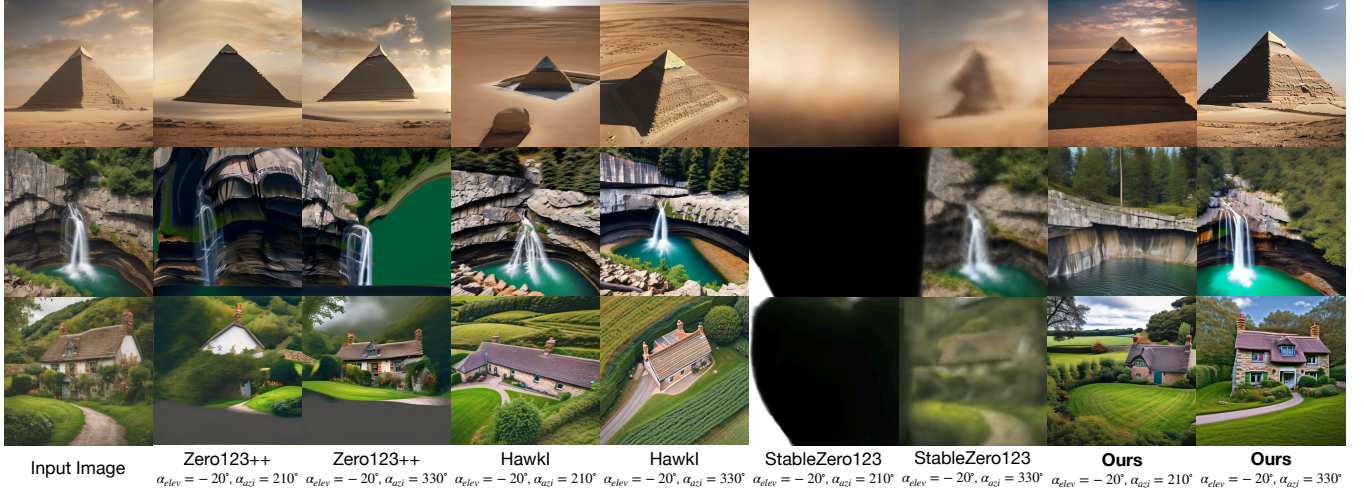 Input Image
Zero123++
α_elev = − 20°, α_azi = 210°
Zero123++
α_elev = − 20°, α_azi = 330°
HawkI
α_elev = − 20°, α_azi = 210°
HawkI
α_elev = − 20°, α_azi = 330°
StableZero123
α_elev = − 20°, α_azi = 210°
StableZero123
α_elev = − 20°, α_azi = 330°
Ours
α_elev = − 20°, α_azi = 210°
Ours
α_elev = − 20°, α_azi = 330°